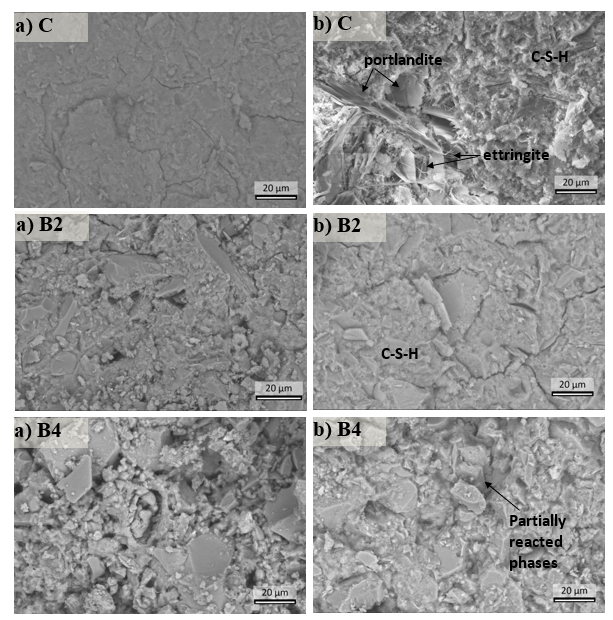 a) C
20 µm
b) C
portlandite
C-S-H
ettringite
20 µm
a) B2
20 µm
b) B2
C-S-H
20 µm
a) B4
20 µm
b) B4
Partially
reacted
phases
20 µm